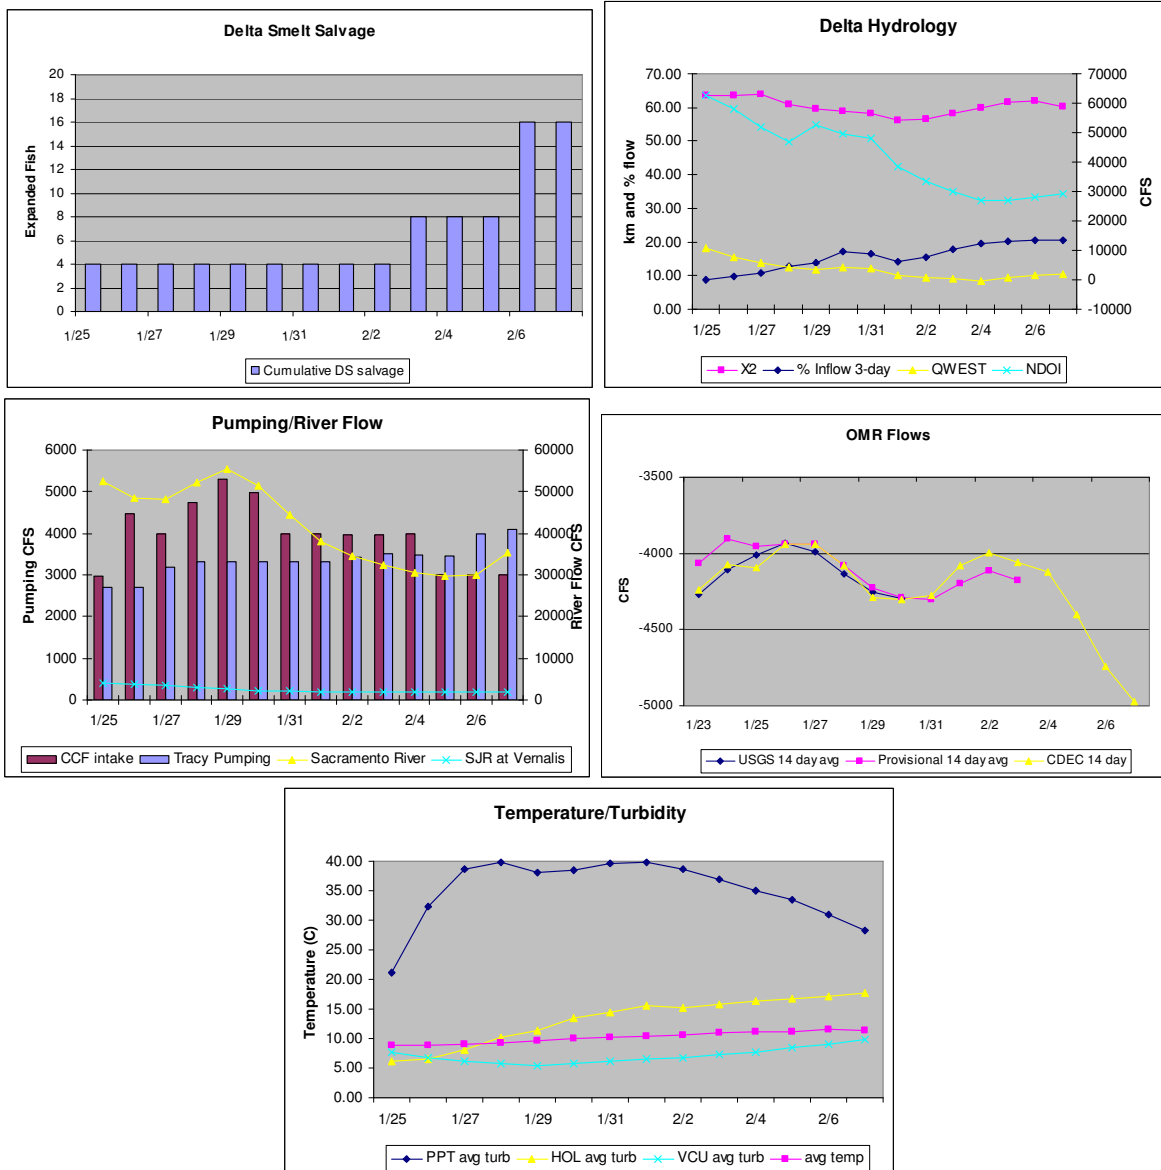 Delta Smelt Salvage
Expanded Fish
20
18
16
14
12
10
8
6
4
2
0
1/25 1/27 1/29 1/31 2/2 2/4 2/6
Cumulative DS salvage
Delta Hydrology
km and % flow
70.00
60.00
50.00
40.00
30.00
20.00
10.00
0.00
70000
60000
50000
40000
30000
20000
10000
0
-10000
CFS
1/25 1/27 1/29 1/31 2/2 2/4 2/6
X2 % Inflow 3-day QWEST NDOI
Pumping/River Flow
Pumping CFS
6000
5000
4000
3000
2000
1000
0
60000
50000
40000
30000
20000
10000
0
River Flow CFS
1/25 1/27 1/29 1/31 2/2 2/4 2/6
CCF intake Tracy Pumping Sacramento River SJR at Vernalis
OMR Flows
CFS
-3500
-4000
-4500
-5000
1/23 1/25 1/27 1/29 1/31 2/2 2/4 2/6
USGS 14 day avg Provisional 14 day avg CDEC 14 day
Temperature/Turbidity
Temperature (C)
40.00
35.00
30.00
25.00
20.00
15.00
10.00
5.00
0.00
1/25 1/27 1/29 1/31 2/2 2/4 2/6
PPT avg turb HOL avg turb VCU avg turb avg temp